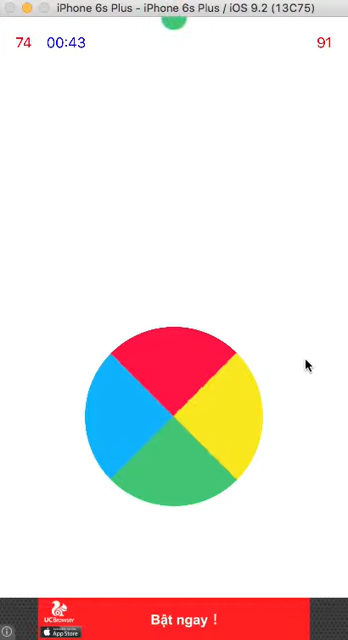 iPhone 6s Plus - iPhone 6s Plus / iOS 9.2 (13C75)
74 00:43 91
UCBrowser
App Store
Bật ngay !